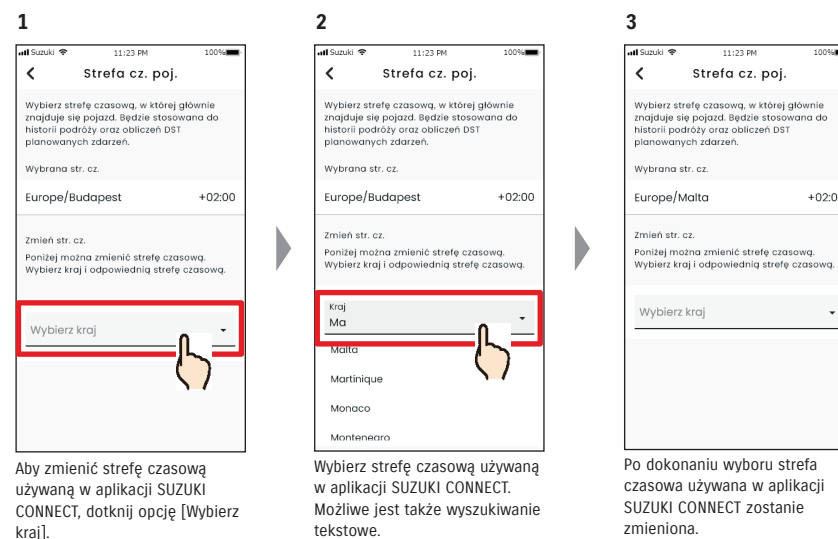 1
Suzuki 11:23 PM 100%
Strefa cz. poj.
Wybierz strefę czasową, w której głównie
znajduje się pojazd. Będzie stosowana do
historii podróży oraz obliczeń DST
planowanych zdarzeń.
Wybrana str. cz.
Europe/Budapest +02:00
Zmień str. cz.
Poniżej można zmienić strefę czasową.
Wybierz kraj i odpowiednią strefę czasową.
Wybierz kraj
Aby zmienić strefę czasową
używaną w aplikacji SUZUKI
CONNECT, dotknij opcję [Wybierz
kraj].
2
Suzuki 11:23 PM 100%
Strefa cz. poj.
Wybierz strefę czasową, w której głównie
znajduje się pojazd. Będzie stosowana do
historii podróży oraz obliczeń DST
planowanych zdarzeń.
Wybrana str. cz.
Europe/Budapest +02:00
Zmień str. cz.
Poniżej można zmienić strefę czasową.
Wybierz kraj i odpowiednią strefę czasową.
Kraj
Ma
Malta
Martinique
Monaco
Montenegro
Wybierz strefę czasową używaną
w aplikacji SUZUKI CONNECT.
Możliwe jest także wyszukiwanie
tekstowe.
3
Suzuki 11:23 PM 100%
Strefa cz. poj.
Wybierz strefę czasową, w której głównie
znajduje się pojazd. Będzie stosowana do
historii podróży oraz obliczeń DST
planowanych zdarzeń.
Wybrana str. cz.
Europe/Malta +02:0
Zmień str. cz.
Poniżej można zmienić strefę czasową.
Wybierz kraj i odpowiednią strefę czasową.
Wybierz kraj
Po dokonaniu wyboru strefa
czasowa używana w aplikacji
SUZUKI CONNECT zostanie
zmieniona.